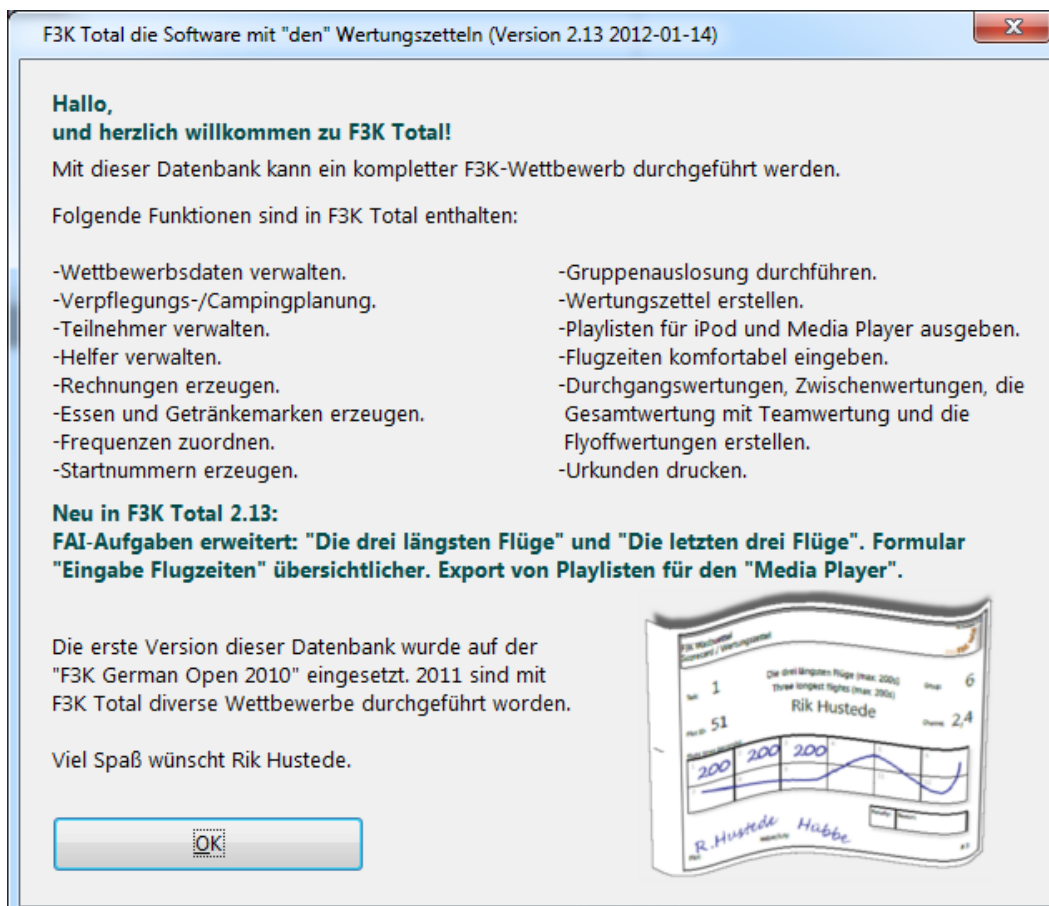 F3K Total die Software mit "den" Wertungszetteln (Version 2.13 2012-01-14)
Hallo,
und herzlich willkommen zu F3K Total!
Mit dieser Datenbank kann ein kompletter F3K-Wettbewerb durchgeführt werden.
Folgende Funktionen sind in F3K Total enthalten:
-Wettbewerbsdaten verwalten.
-Verpflegungs-/Campingplanung.
-Teilnehmer verwalten.
-Helfer verwalten.
-Rechnungen erzeugen.
-Essen und Getränkemarken erzeugen.
-Frequenzen zuordnen.
-Startnummern erzeugen.
-Gruppenauslosung durchführen.
-Wertungszettel erstellen.
-Playlisten für iPod und Media Player ausgeben.
-Flugzeiten komfortabel eingeben.
-Durchgangswertungen, Zwischenwertungen, die
Gesamtwertung mit Teamwertung und die
Flyoffwertungen erstellen.
-Urkunden drucken.
Neu in F3K Total 2.13:
FAI-Aufgaben erweitert: "Die drei längsten Flüge" und "Die letzten drei Flüge". Formular
"Eingabe Flugzeiten" übersichtlicher. Export von Playlisten für den "Media Player".
Die erste Version dieser Datenbank wurde auf der
"F3K German Open 2010" eingesetzt. 2011 sind mit
F3K Total diverse Wettbewerbe durchgeführt worden.
Viel Spaß wünscht Rik Hustede.
OK
Scorecard / Wertungszettel
Die drei längsten Flüge (max: 200s)
Three longest flights (max: 200s)
Rik Hustede
1
6
51
2,4
200 200 200
R. Hustede Hubbe